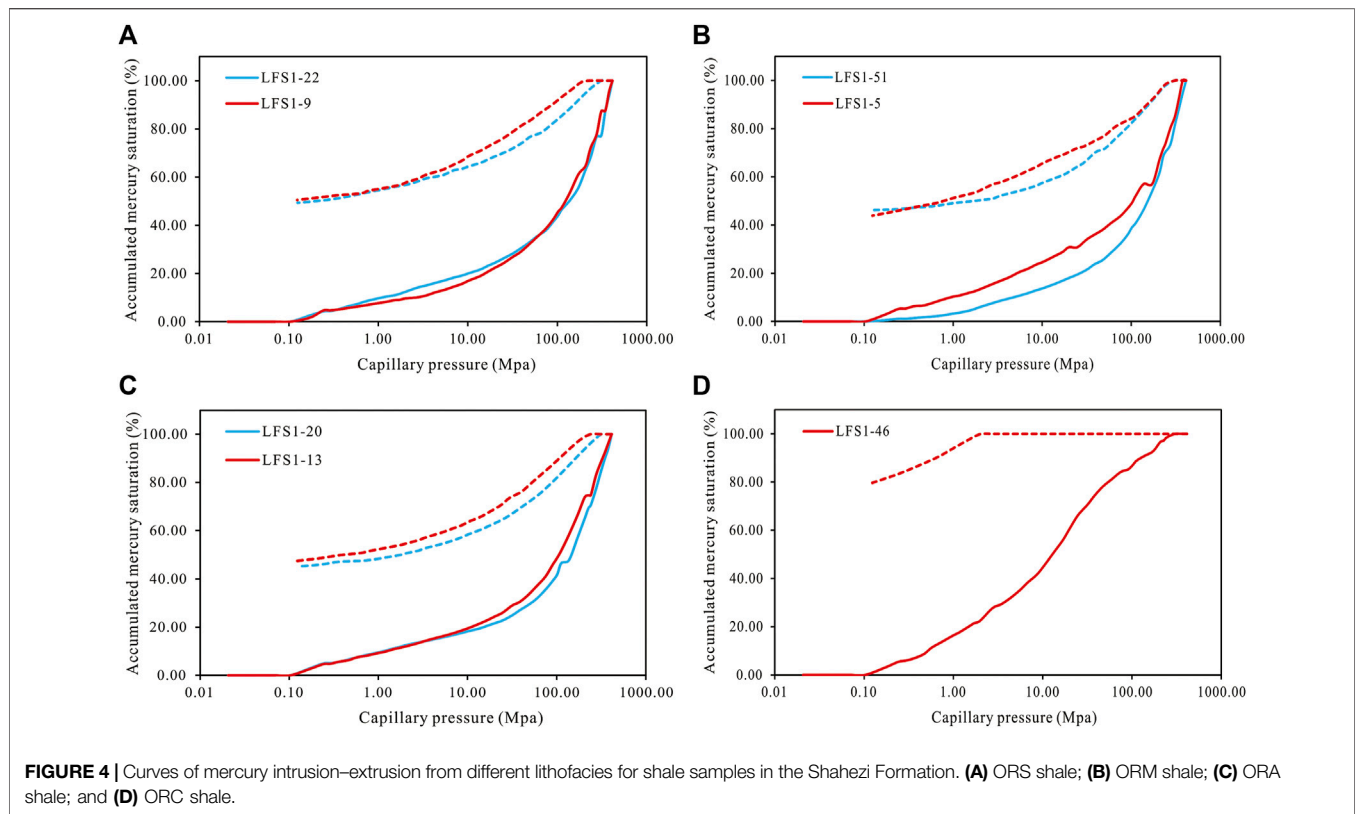 A
Accumulated mercury saturation (%)
100.00
80.00
60.00
40.00
20.00
0.00
LFS1-22
LFS1-9
0.01 0.10 1.00 10.00 100.00 1000.00
Capillary pressure (Mpa)
B
Accumulated mercury saturation (%)
100.00
80.00
60.00
40.00
20.00
0.00
LFS1-51
LFS1-5
0.01 0.10 1.00 10.00 100.00 1000.00
Capillary pressure (Mpa)
C
Accumulated mercury saturation (%)
100.00
80.00
60.00
40.00
20.00
0.00
LFS1-20
LFS1-13
0.01 0.10 1.00 10.00 100.00 1000.00
Capillary pressure (Mpa)
D
Accumulated mercury saturation (%)
100.00
80.00
60.00
40.00
20.00
0.00
LFS1-46
0.01 0.10 1.00 10.00 100.00 1000.00
Capillary pressure (Mpa)
FIGURE 4 | Curves of mercury intrusion–extrusion from different lithofacies for shale samples in the Shahezi Formation. (A) ORS shale; (B) ORM shale; (C) ORA
shale; and (D) ORC shale.